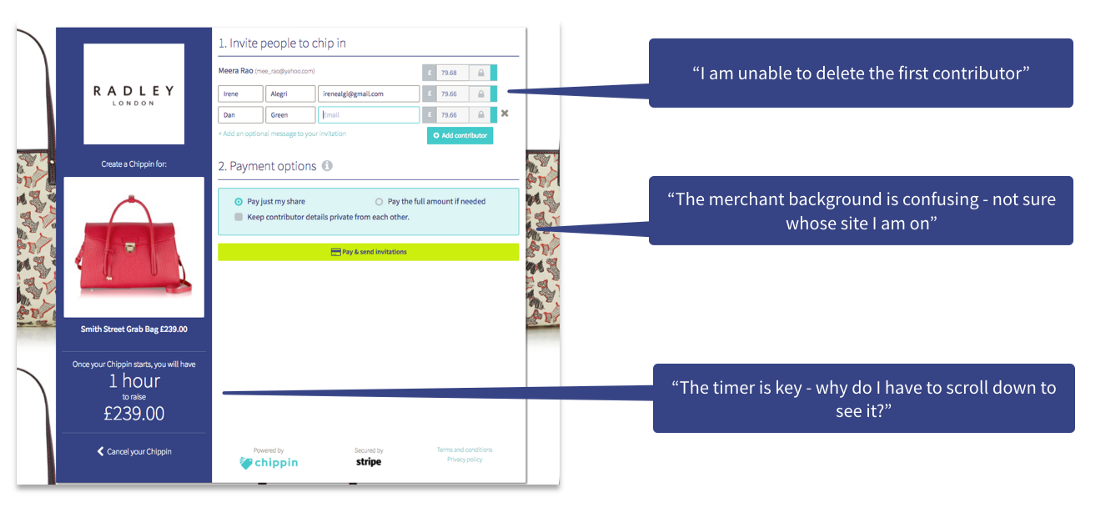 RADLEY
LONDON
Create a Chippin for:
Smith Street Grab Bag £239.00
Once your Chippin starts, you will have
1 hour
to raise
£239.00
Cancel your Chippin
1. Invite people to chip in
Meera Rao (mee_rao@yahoo.com) £ 79.68
Irene Alegri irenealgi@gmail.com £ 79.66
Dan Green Email £ 79.66
+ Add an optional message to your invitation
Add contributor
2. Payment options
Pay just my share Pay the full amount if needed
Keep contributor details private from each other.
Pay & send invitations
Powered by
chippin
Secured by
stripe
Terms and conditions
Privacy policy
“I am unable to delete the first contributor”
“The merchant background is confusing - not sure
whose site I am on”
“The timer is key - why do I have to scroll down to
see it?”